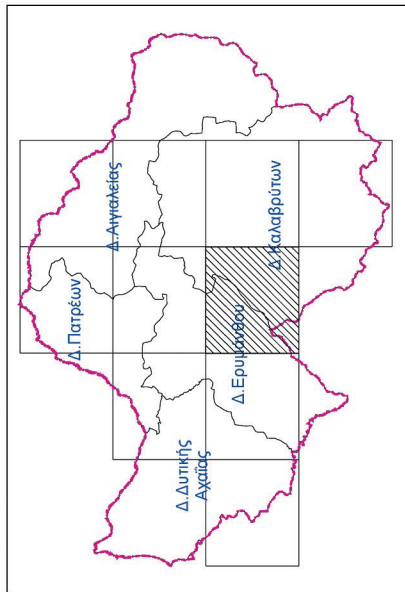 Δ.Πατρέων
Δ.Αιγιαλείας
Δ.Δυτικής
Αχαΐας
Δ.Ερυμάνθου
Δ.Καλαβρύτων